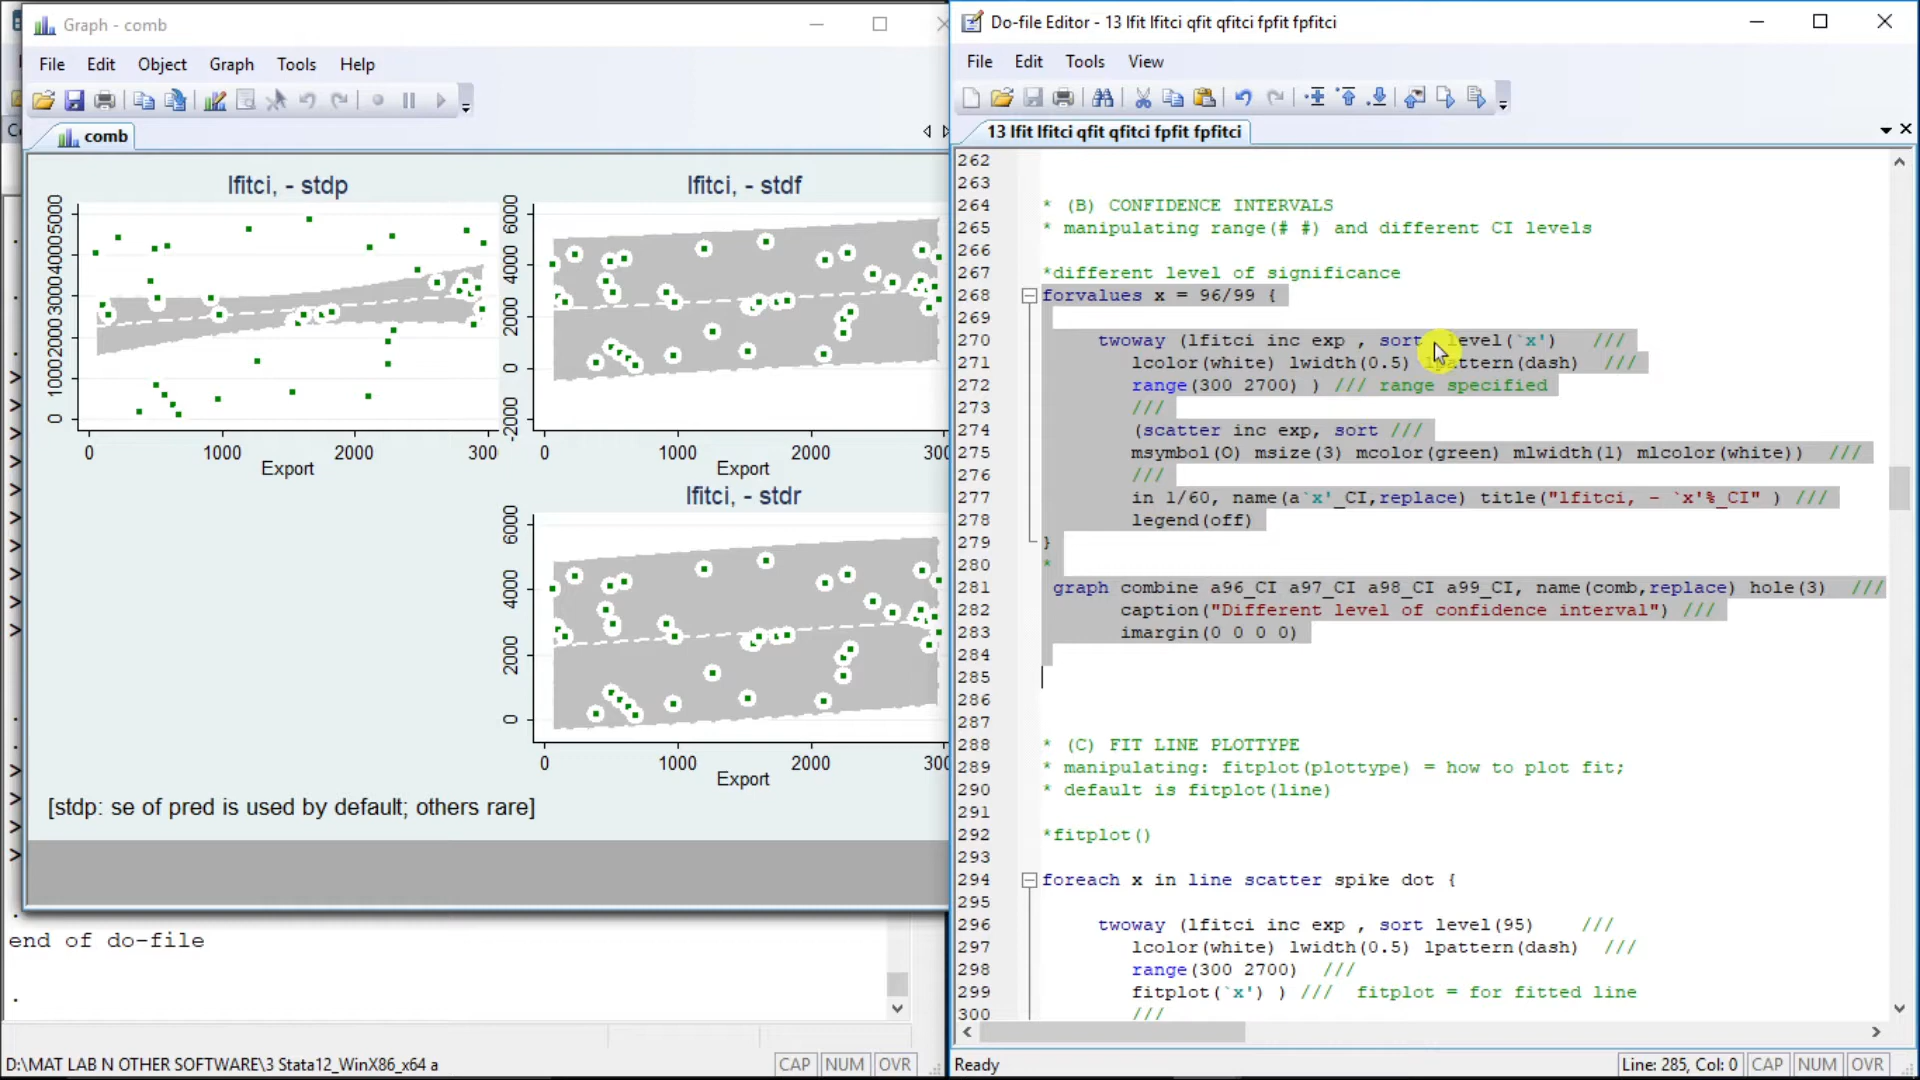 Graph - comb
File Edit Object Graph Tools Help
comb
lfitci, - stdp
0 1000 2000 3000 4000 5000
0 1000 2000 300
Export
lfitci, - stdf
-2000 0 2000 4000 6000
0 1000 2000 300
Export
lfitci, - stdr
0 2000 4000 6000
0 1000 2000 300
Export
[stdp: se of pred is used by default; others rare]
.
end of do-file
.
D:\MAT LAB N OTHER SOFTWARE\3 Stata12_WinX86_x64 a
CAP NUM OVR
Do-file Editor - 13 lfit lfitci qfit qfitci fpfit fpfitci
File Edit Tools View
13 lfit lfitci qfit qfitci fpfit fpfitci
262
263
264 * (B) CONFIDENCE INTERVALS
265 * manipulating range(# #) and different CI levels
266
267 *different level of significance
268 forvalues x = 96/99 {
269
270 twoway (lfitci inc exp , sort level(`x') ///
271 lcolor(white) lwidth(0.5) lpattern(dash) ///
272 range(300 2700) ) /// range specified
273 ///
274 (scatter inc exp, sort ///
275 msymbol(O) msize(3) mcolor(green) mlwidth(1) mlcolor(white)) ///
276 ///
277 in 1/60, name(a`x'_CI,replace) title("lfitci, - `x'%_CI" ) ///
278 legend(off)
279 }
280 *
281 graph combine a96_CI a97_CI a98_CI a99_CI, name(comb,replace) hole(3) ///
282 caption("Different level of confidence interval") ///
283 imargin(0 0 0 0)
284
285
286
287
288 * (C) FIT LINE PLOTTYPE
289 * manipulating: fitplot(plottype) = how to plot fit;
290 * default is fitplot(line)
291
292 *fitplot()
293
294 foreach x in line scatter spike dot {
295
296 twoway (lfitci inc exp , sort level(95) ///
297 lcolor(white) lwidth(0.5) lpattern(dash) ///
298 range(300 2700) ///
299 fitplot(`x') ) /// fitplot = for fitted line
300 ///
Ready
Line: 285, Col: 0 CAP NUM OVR